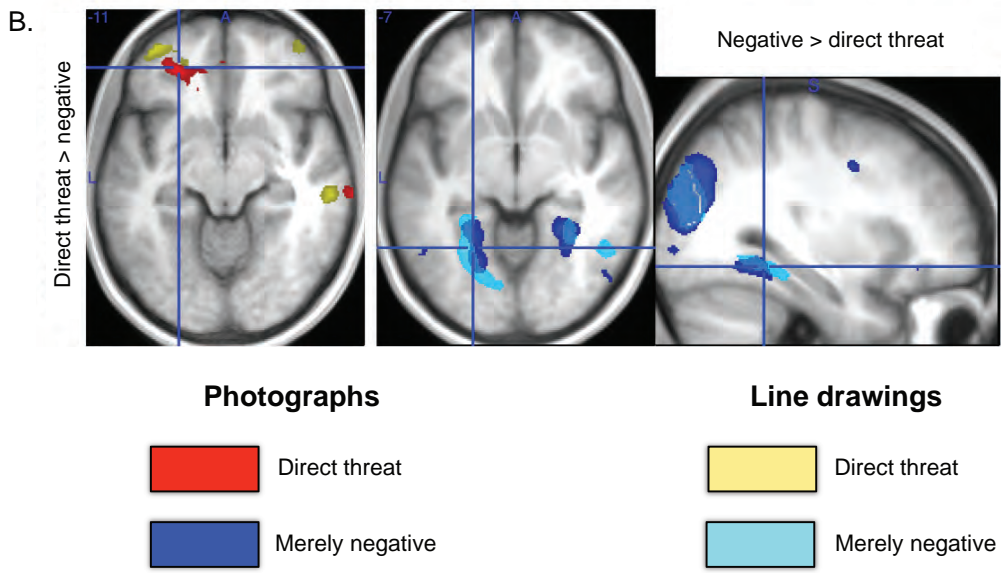 B.
Direct threat > negative
-11
A
L
-7
A
Negative > direct threat
S
Photographs
Line drawings
Direct threat
Direct threat
Merely negative
Merely negative